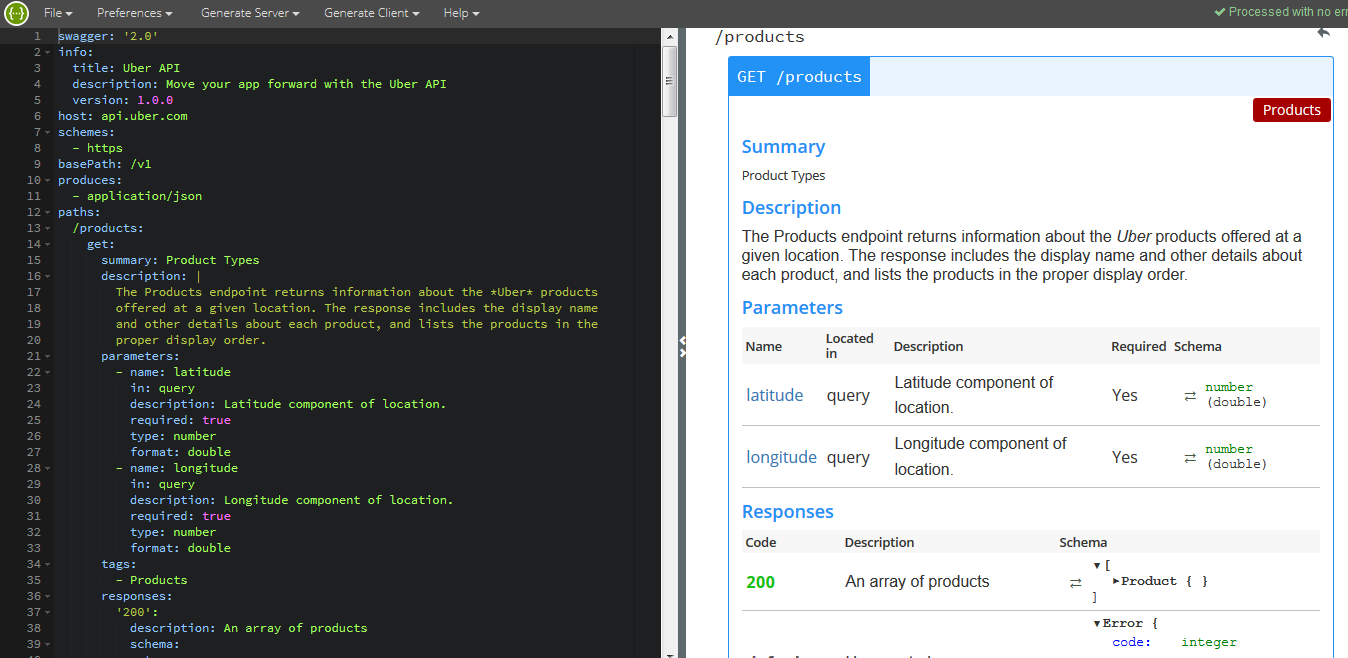 File Preferences Generate Server Generate Client Help Processed with no err
1 swagger: '2.0'
2 info:
3 title: Uber API
4 description: Move your app forward with the Uber API
5 version: 1.0.0
6 host: api.uber.com
7 schemes:
8 - https
9 basePath: /v1
10 produces:
11 - application/json
12 paths:
13 /products:
14 get:
15 summary: Product Types
16 description: |
17 The Products endpoint returns information about the *Uber* products
18 offered at a given location. The response includes the display name
19 and other details about each product, and lists the products in the
20 proper display order.
21 parameters:
22 - name: latitude
23 in: query
24 description: Latitude component of location.
25 required: true
26 type: number
27 format: double
28 - name: longitude
29 in: query
30 description: Longitude component of location.
31 required: true
32 type: number
33 format: double
34 tags:
35 - Products
36 responses:
37 '200':
38 description: An array of products
39 schema:
/products
GET /products
Products
Summary
Product Types
Description
The Products endpoint returns information about the Uber products offered at a
given location. The response includes the display name and other details about
each product, and lists the products in the proper display order.
Parameters
Name Located in Description Required Schema
latitude query Latitude component of location. Yes number (double)
longitude query Longitude component of location. Yes number (double)
Responses
Code Description Schema
200 An array of products [
Product { }
]
Error {
code: integer